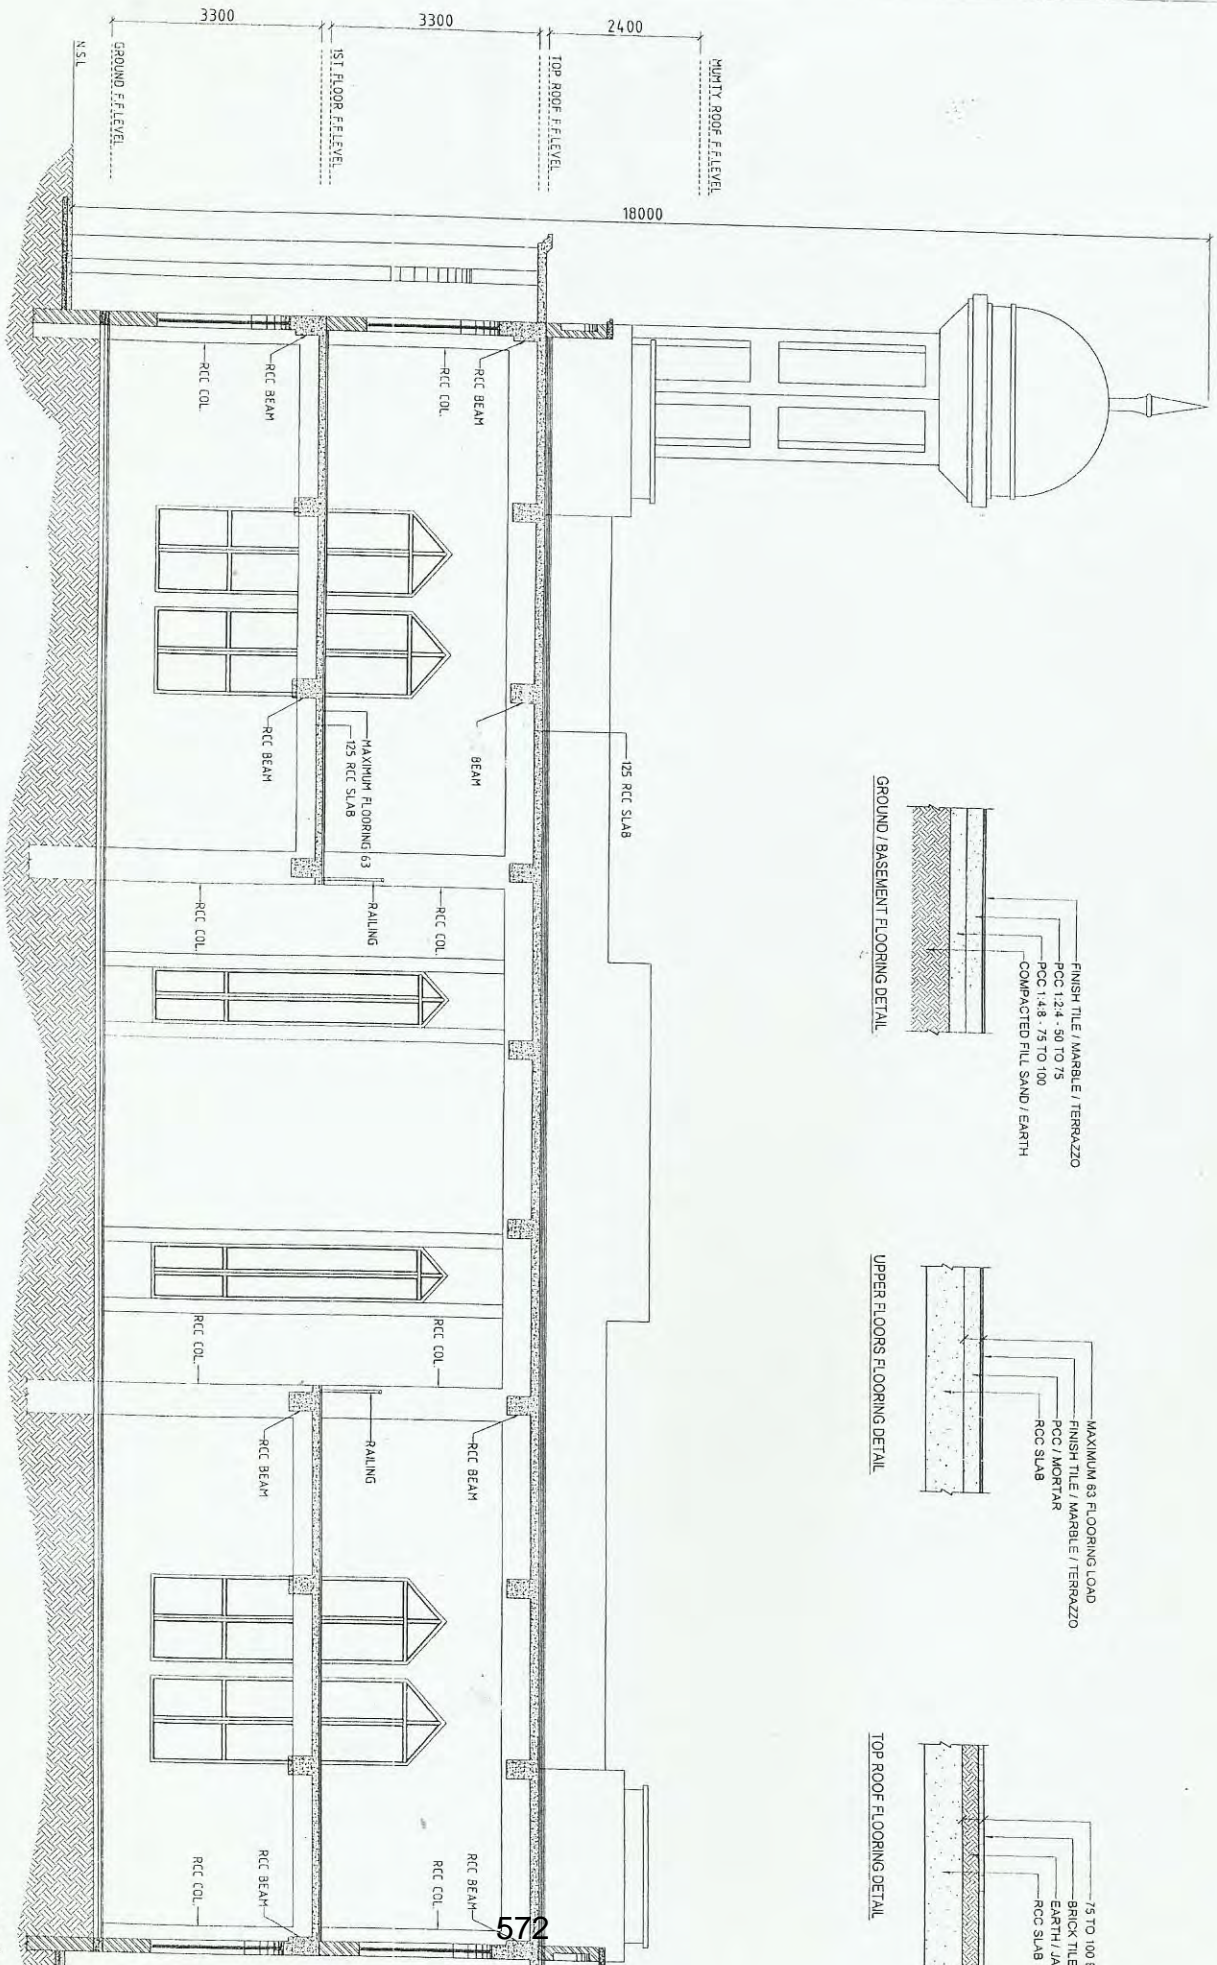 3300
3300
2400
N.S.L
GROUND F.F.LEVEL
1ST FLOOR F.F.LEVEL
TOP ROOF F.F.LEVEL
MUMTY ROOF F.F.LEVEL
18000
RCC COL.
RCC BEAM
RCC COL.
RCC BEAM
RCC BEAM
MAXIMUM FLOORING 63
125 RCC SLAB
BEAM
125 RCC SLAB
RCC COL.
RAILING
RCC COL.
RCC COL.
RCC COL.
RCC BEAM
RAILING
RCC BEAM
RCC COL.
RCC BEAM
RCC COL.
RCC BEAM
FINISH TILE / MARBLE / TERRAZZO
PCC 1:2:4 - 50 TO 75
PCC 1:4:8 - 75 TO 100
COMPACTED FILL SAND / EARTH
GROUND / BASEMENT FLOORING DETAIL
MAXIMUM 63 FLOORING LOAD
FINISH TILE / MARBLE / TERRAZZO
PCC / MORTAR
RCC SLAB
UPPER FLOORS FLOORING DETAIL
75 TO 100
BRICK TILE
EARTH /
RCC SLAB
TOP ROOF FLOORING DETAIL
572